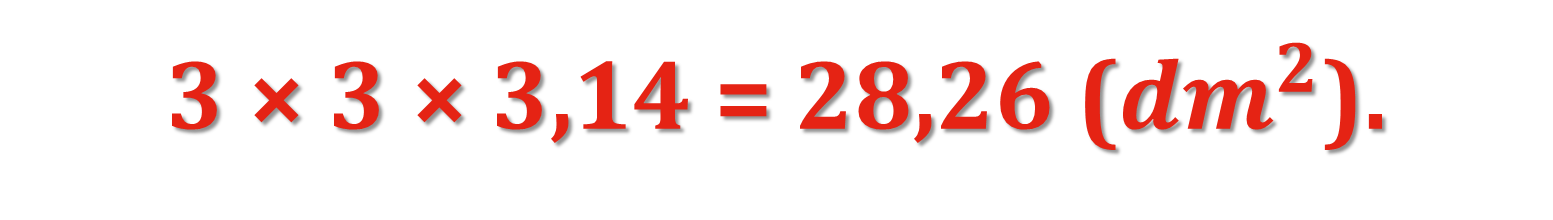 3 × 3 × 3,14 = 28,26 (dm²).